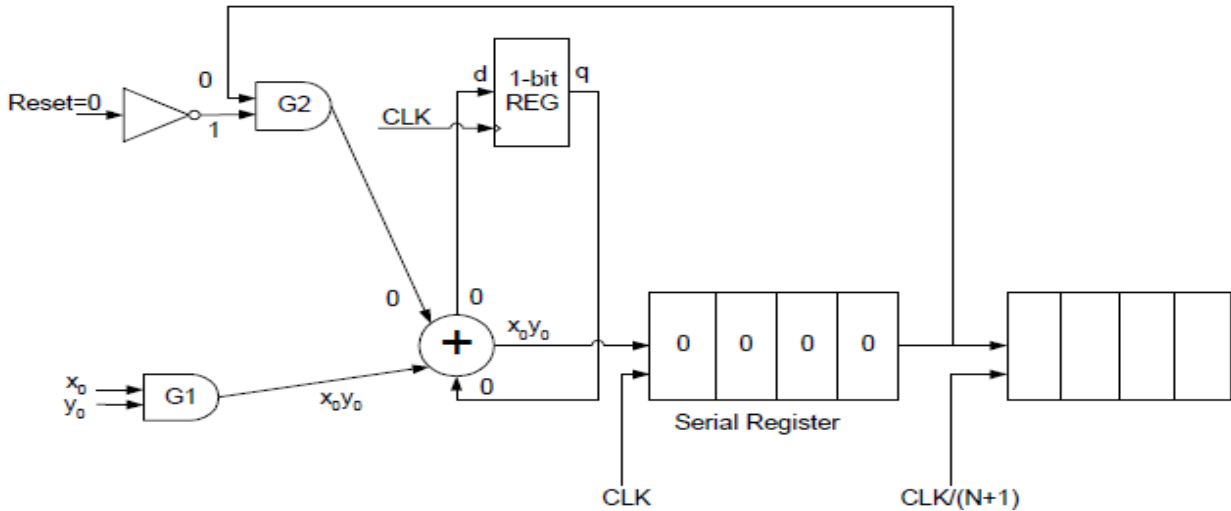 0
G2
Reset=0
1
d
1-bit
REG
q
CLK
0
0
x₀y₀
0
0
0
0
0
x₀
y₀
G1
x₀y₀
Serial Register
CLK
CLK/(N+1)